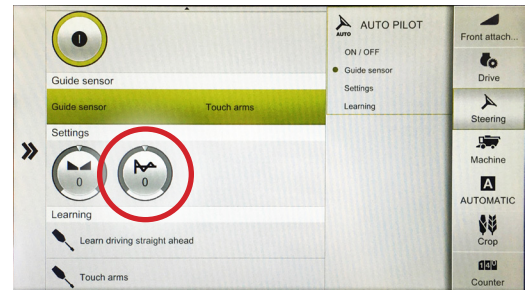 0
Guide sensor
Guide sensor Touch arms
Settings
0 0
Learning
Learn driving straight ahead
Touch arms
AUTO AUTO PILOT
ON / OFF
Guide sensor
Settings
Learning
Front attach...
Drive
Steering
Machine
A
AUTOMATIC
Crop
Counter